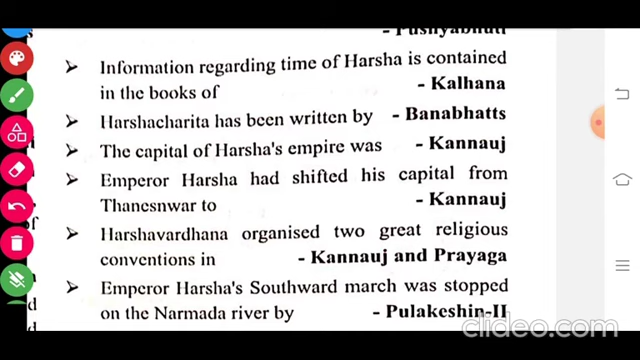 - Pushyabhuti
➤ Information regarding time of Harsha is contained
in the books of - Kalhana
➤ Harshacharita has been written by - Banabhatts
➤ The capital of Harsha's empire was - Kannauj
➤ Emperor Harsha had shifted his capital from
Thanesnwar to - Kannauj
➤ Harshavardhana organised two great religious
conventions in - Kannauj and Prayaga
➤ Emperor Harsha's Southward march was stopped
on the Narmada river by - Pulakeshin-II
clideo.com